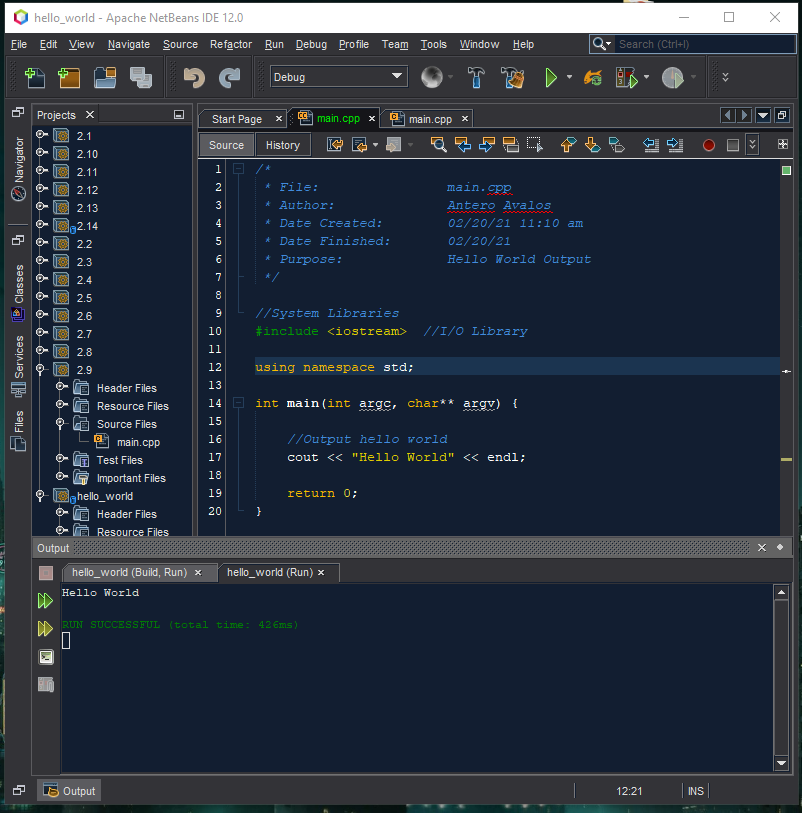 hello_world - Apache NetBeans IDE 12.0
File Edit View Navigate Source Refactor Run Debug Profile Team Tools Window Help
Search (Ctrl+I)
Debug
Projects
Start Page main.cpp main.cpp
Source History
Navigator
Classes
Services
Files
2.1
2.10
2.11
2.12
2.13
2.14
2.2
2.3
2.4
2.5
2.6
2.7
2.8
2.9
Header Files
Resource Files
Source Files
main.cpp
Test Files
Important Files
hello_world
Header Files
Resource Files
1 /*
2 * File: main.cpp
3 * Author: Antero Avalos
4 * Date Created: 02/20/21 11:10 am
5 * Date Finished: 02/20/21
6 * Purpose: Hello World Output
7 */
8
9 //System Libraries
10 #include <iostream> //I/O Library
11
12 using namespace std;
13
14 int main(int argc, char** argv) {
15
16 //Output hello world
17 cout << "Hello World" << endl;
18
19 return 0;
20 }
Output
hello_world (Build, Run) hello_world (Run)
Hello World
RUN SUCCESSFUL (total time: 426ms)
Output
12:21 INS